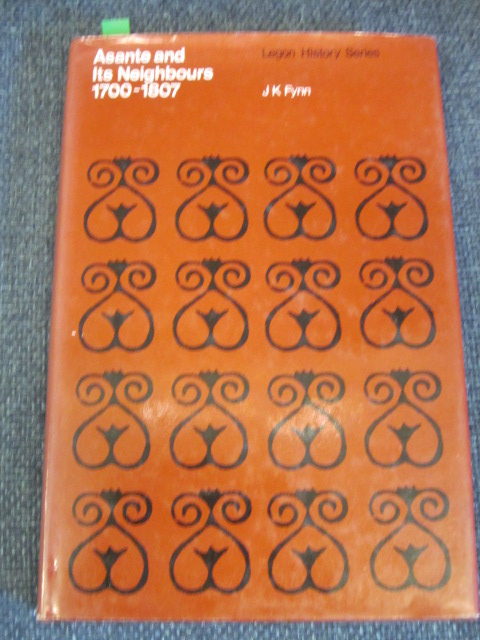 Asante and
Its Neighbours
1700-1807
Legon History Series
J K Fynn